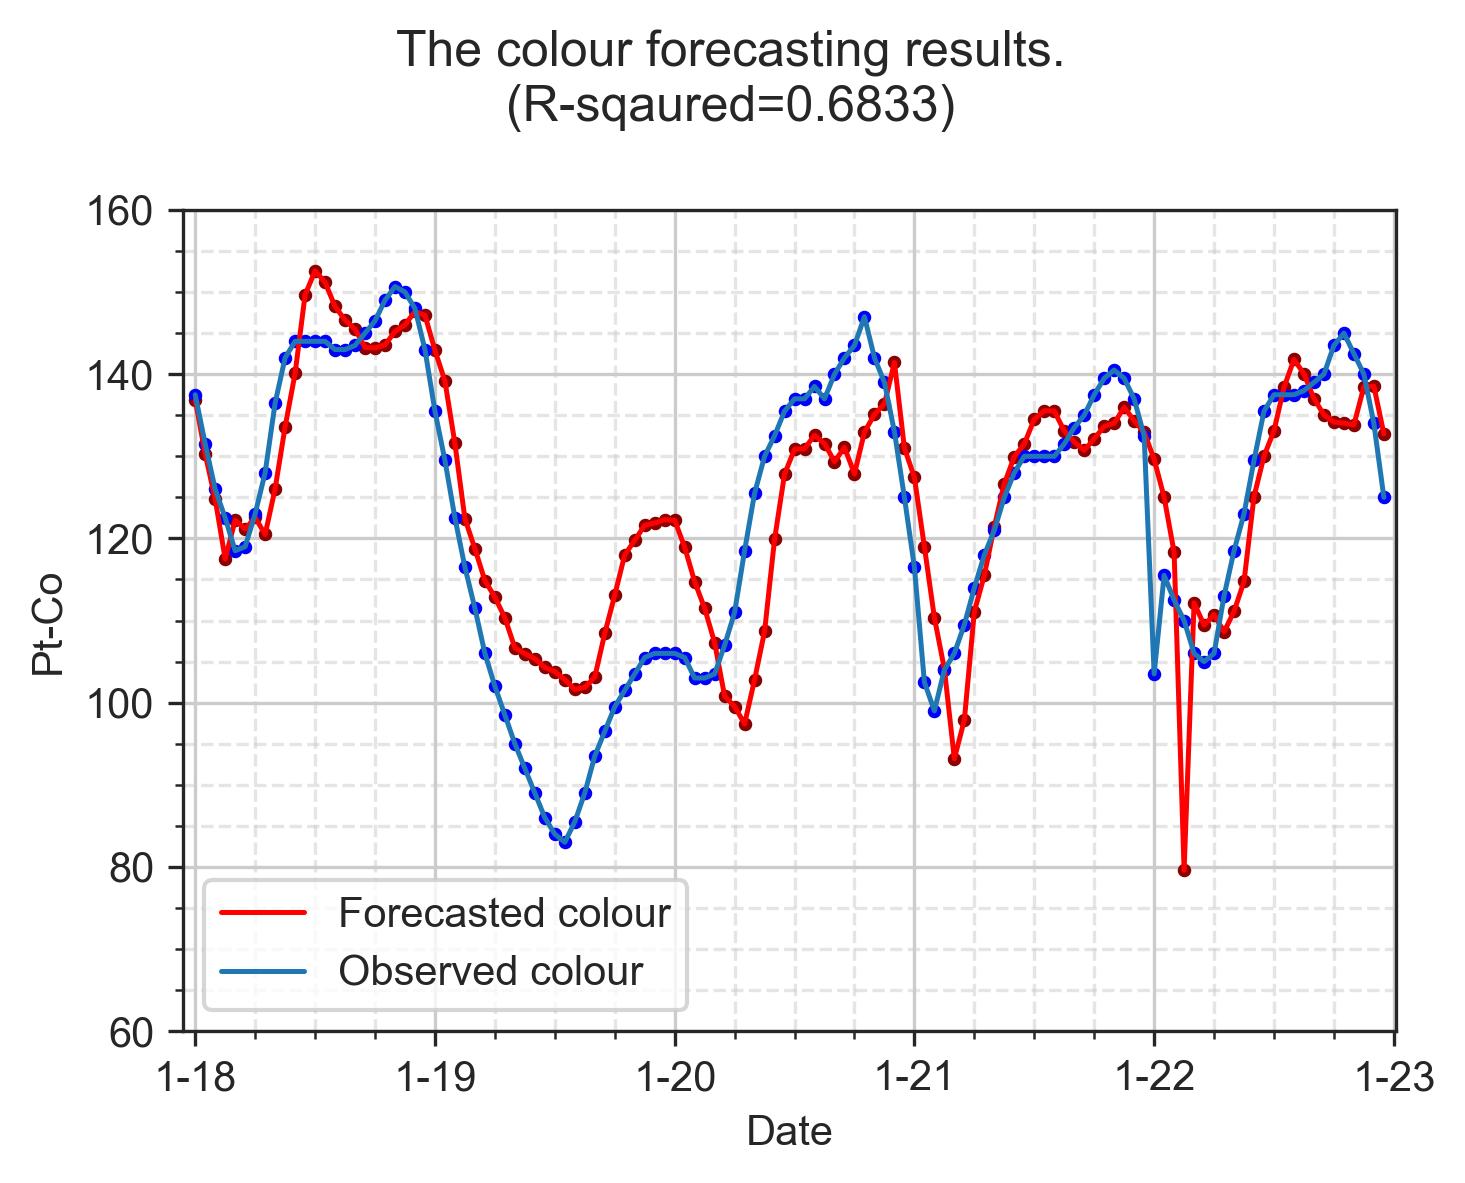 The colour forecasting results.
(R-sqaured=0.6833)
160
140
120
100
80
60
Pt-Co
Forecasted colour
Observed colour
1-18 1-19 1-20 1-21 1-22 1-23
Date